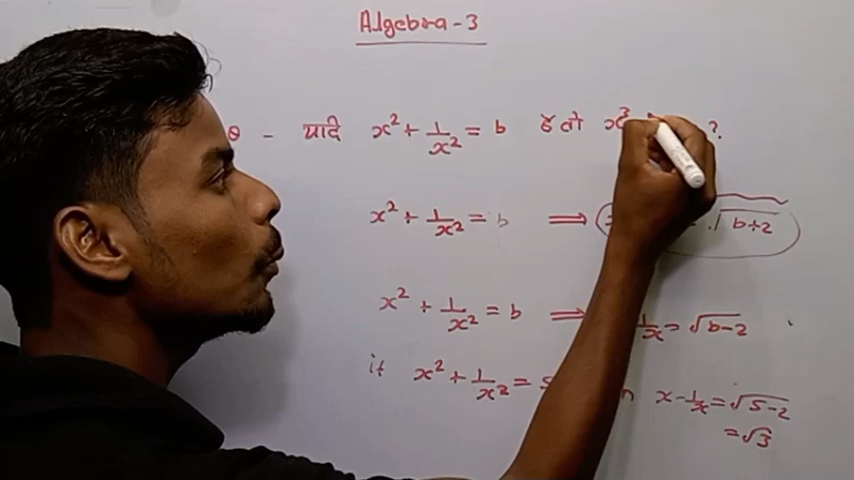 Algebra-3
Q - यादि x² + 1/x² = b है तो x³ ?
x² + 1/x² = b ⟹ = √b+2
x² + 1/x² = b ⟹ 1/x = √b-2
if x² + 1/x² = x - 1/x = √5-2
= √3